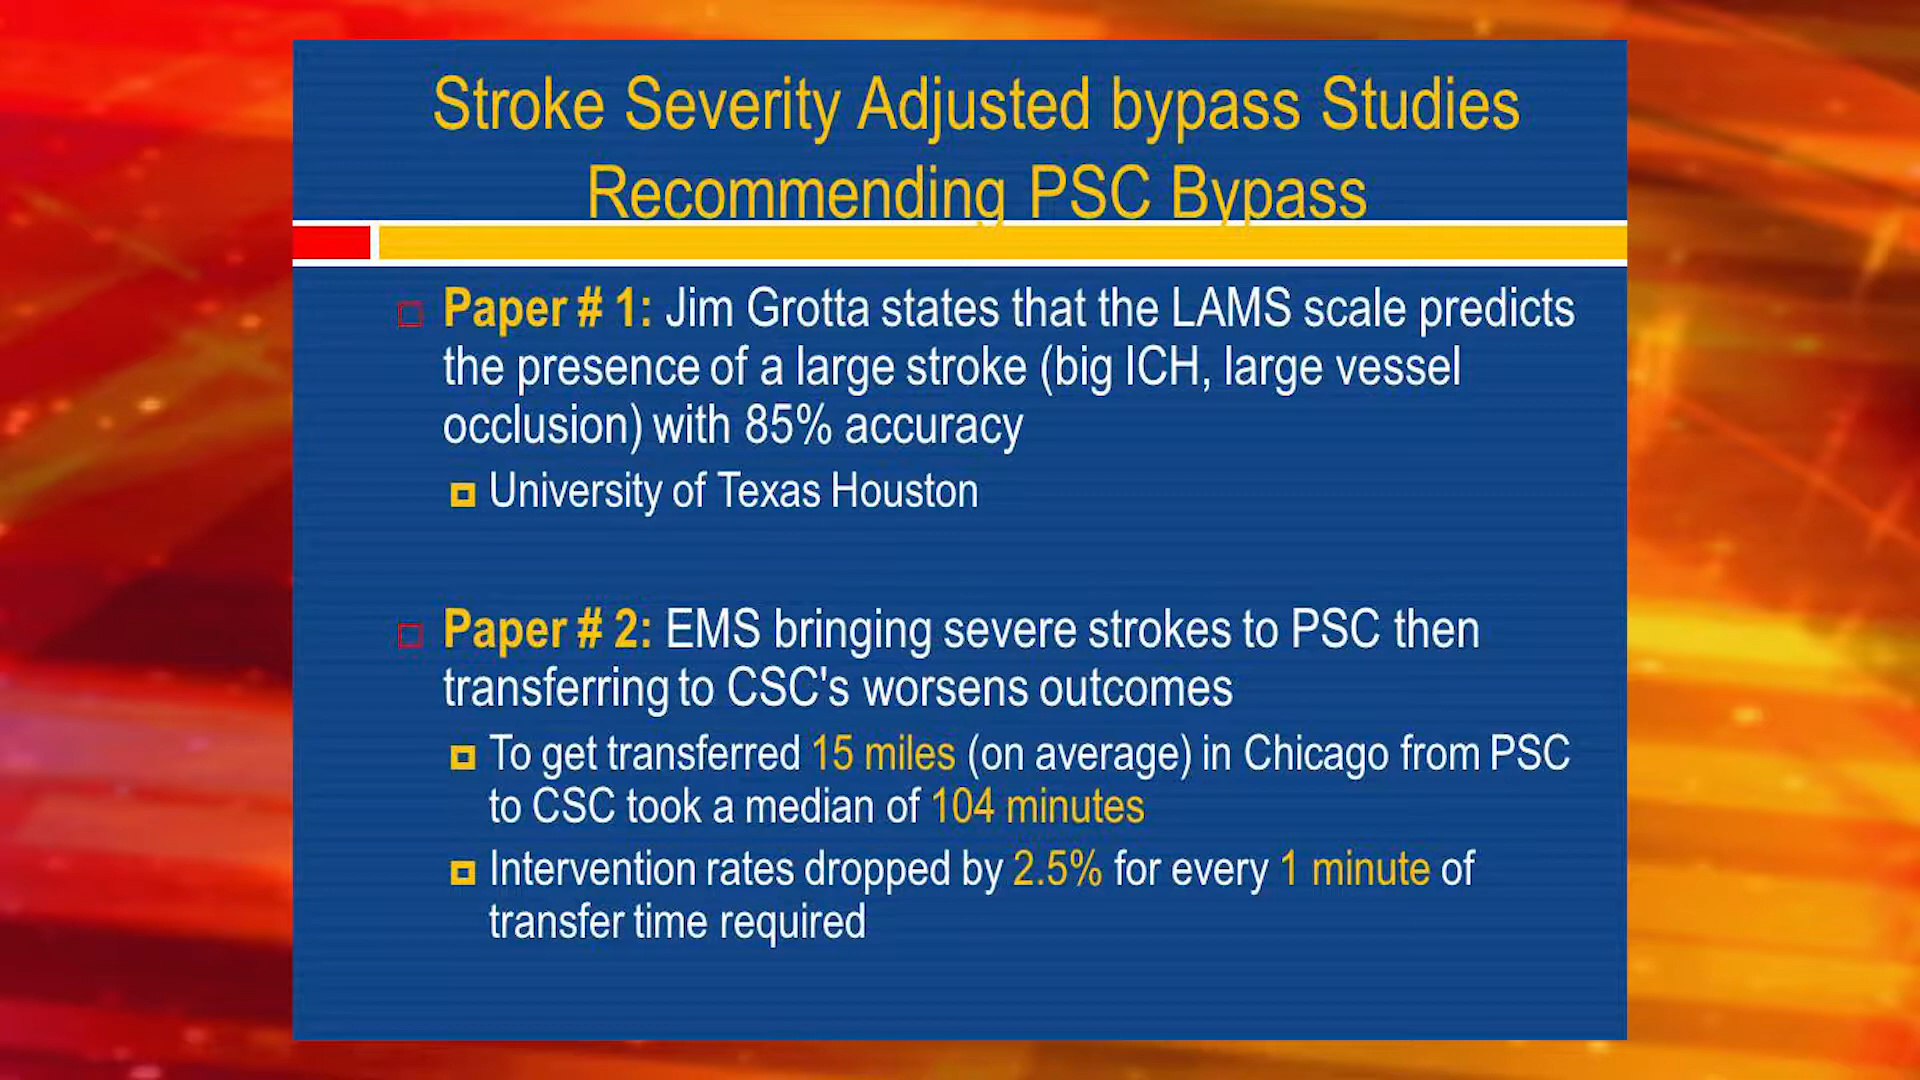 Stroke Severity Adjusted bypass Studies
Recommending PSC Bypass
Paper # 1: Jim Grotta states that the LAMS scale predicts
the presence of a large stroke (big ICH, large vessel
occlusion) with 85% accuracy
University of Texas Houston
Paper # 2: EMS bringing severe strokes to PSC then
transferring to CSC's worsens outcomes
To get transferred 15 miles (on average) in Chicago from PSC
to CSC took a median of 104 minutes
Intervention rates dropped by 2.5% for every 1 minute of
transfer time required